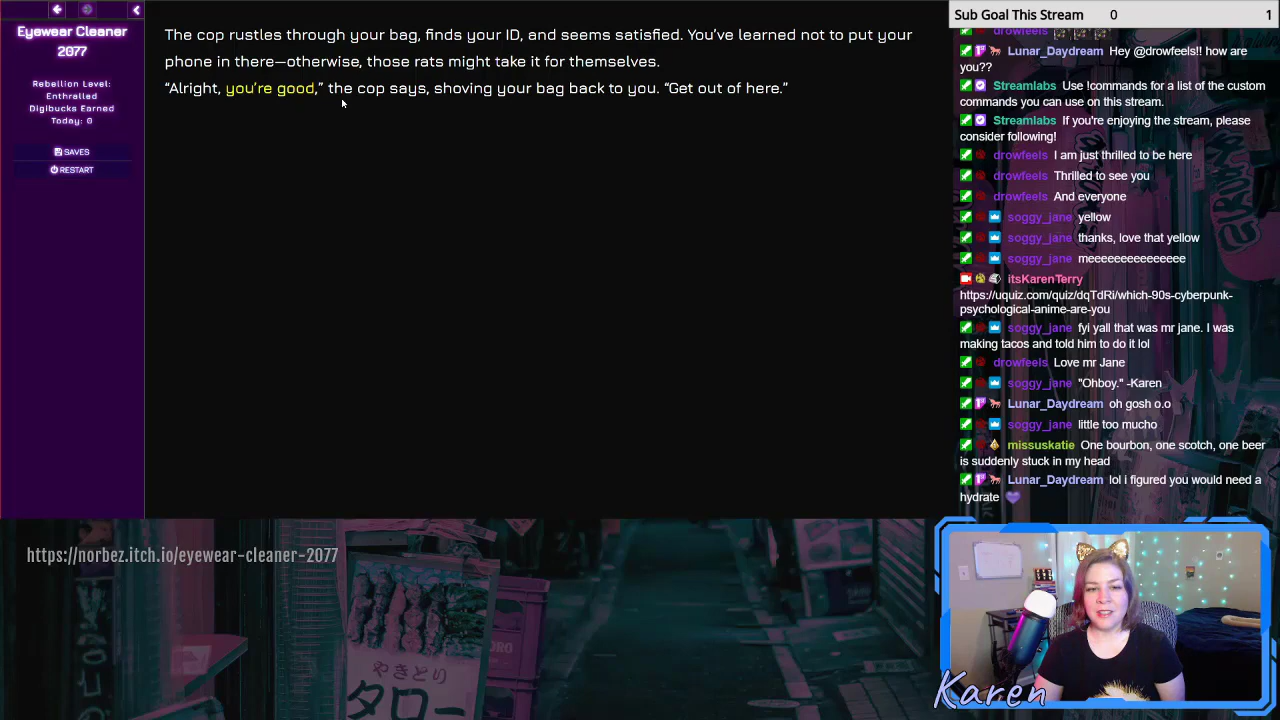 Eyewear Cleaner
2077
Rebellion Level:
Enthralled
Digibucks Earned
Today: 0
SAVES
RESTART
The cop rustles through your bag, finds your ID, and seems satisfied. You’ve learned not to put your
phone in there—otherwise, those rats might take it for themselves.
“Alright, you’re good,” the cop says, shoving your bag back to you. “Get out of here.”
Sub Goal This Stream 0 1
drowfeels
Lunar_Daydream Hey @drowfeels!! how are
you??
Streamlabs Use !commands for a list of the custom
commands you can use on this stream.
Streamlabs If you're enjoying the stream, please
consider following!
drowfeels I am just thrilled to be here
drowfeels Thrilled to see you
drowfeels And everyone
soggy_jane yellow
soggy_jane thanks, love that yellow
soggy_jane meeeeeeeeeeeeee
itsKarenTerry
https://uquiz.com/quiz/dqTdRi/which-90s-cyberpunk-
psychological-anime-are-you
soggy_jane fyi yall that was mr jane. I was
making tacos and told him to do it lol
drowfeels Love mr Jane
soggy_jane "Ohboy." -Karen
Lunar_Daydream oh gosh o.o
soggy_jane little too mucho
missuskatie One bourbon, one scotch, one beer
is suddenly stuck in my head
Lunar_Daydream lol i figured you would need a
hydrate
https://norbez.itch.io/eyewear-cleaner-2077
やきとり
タロー
Karen